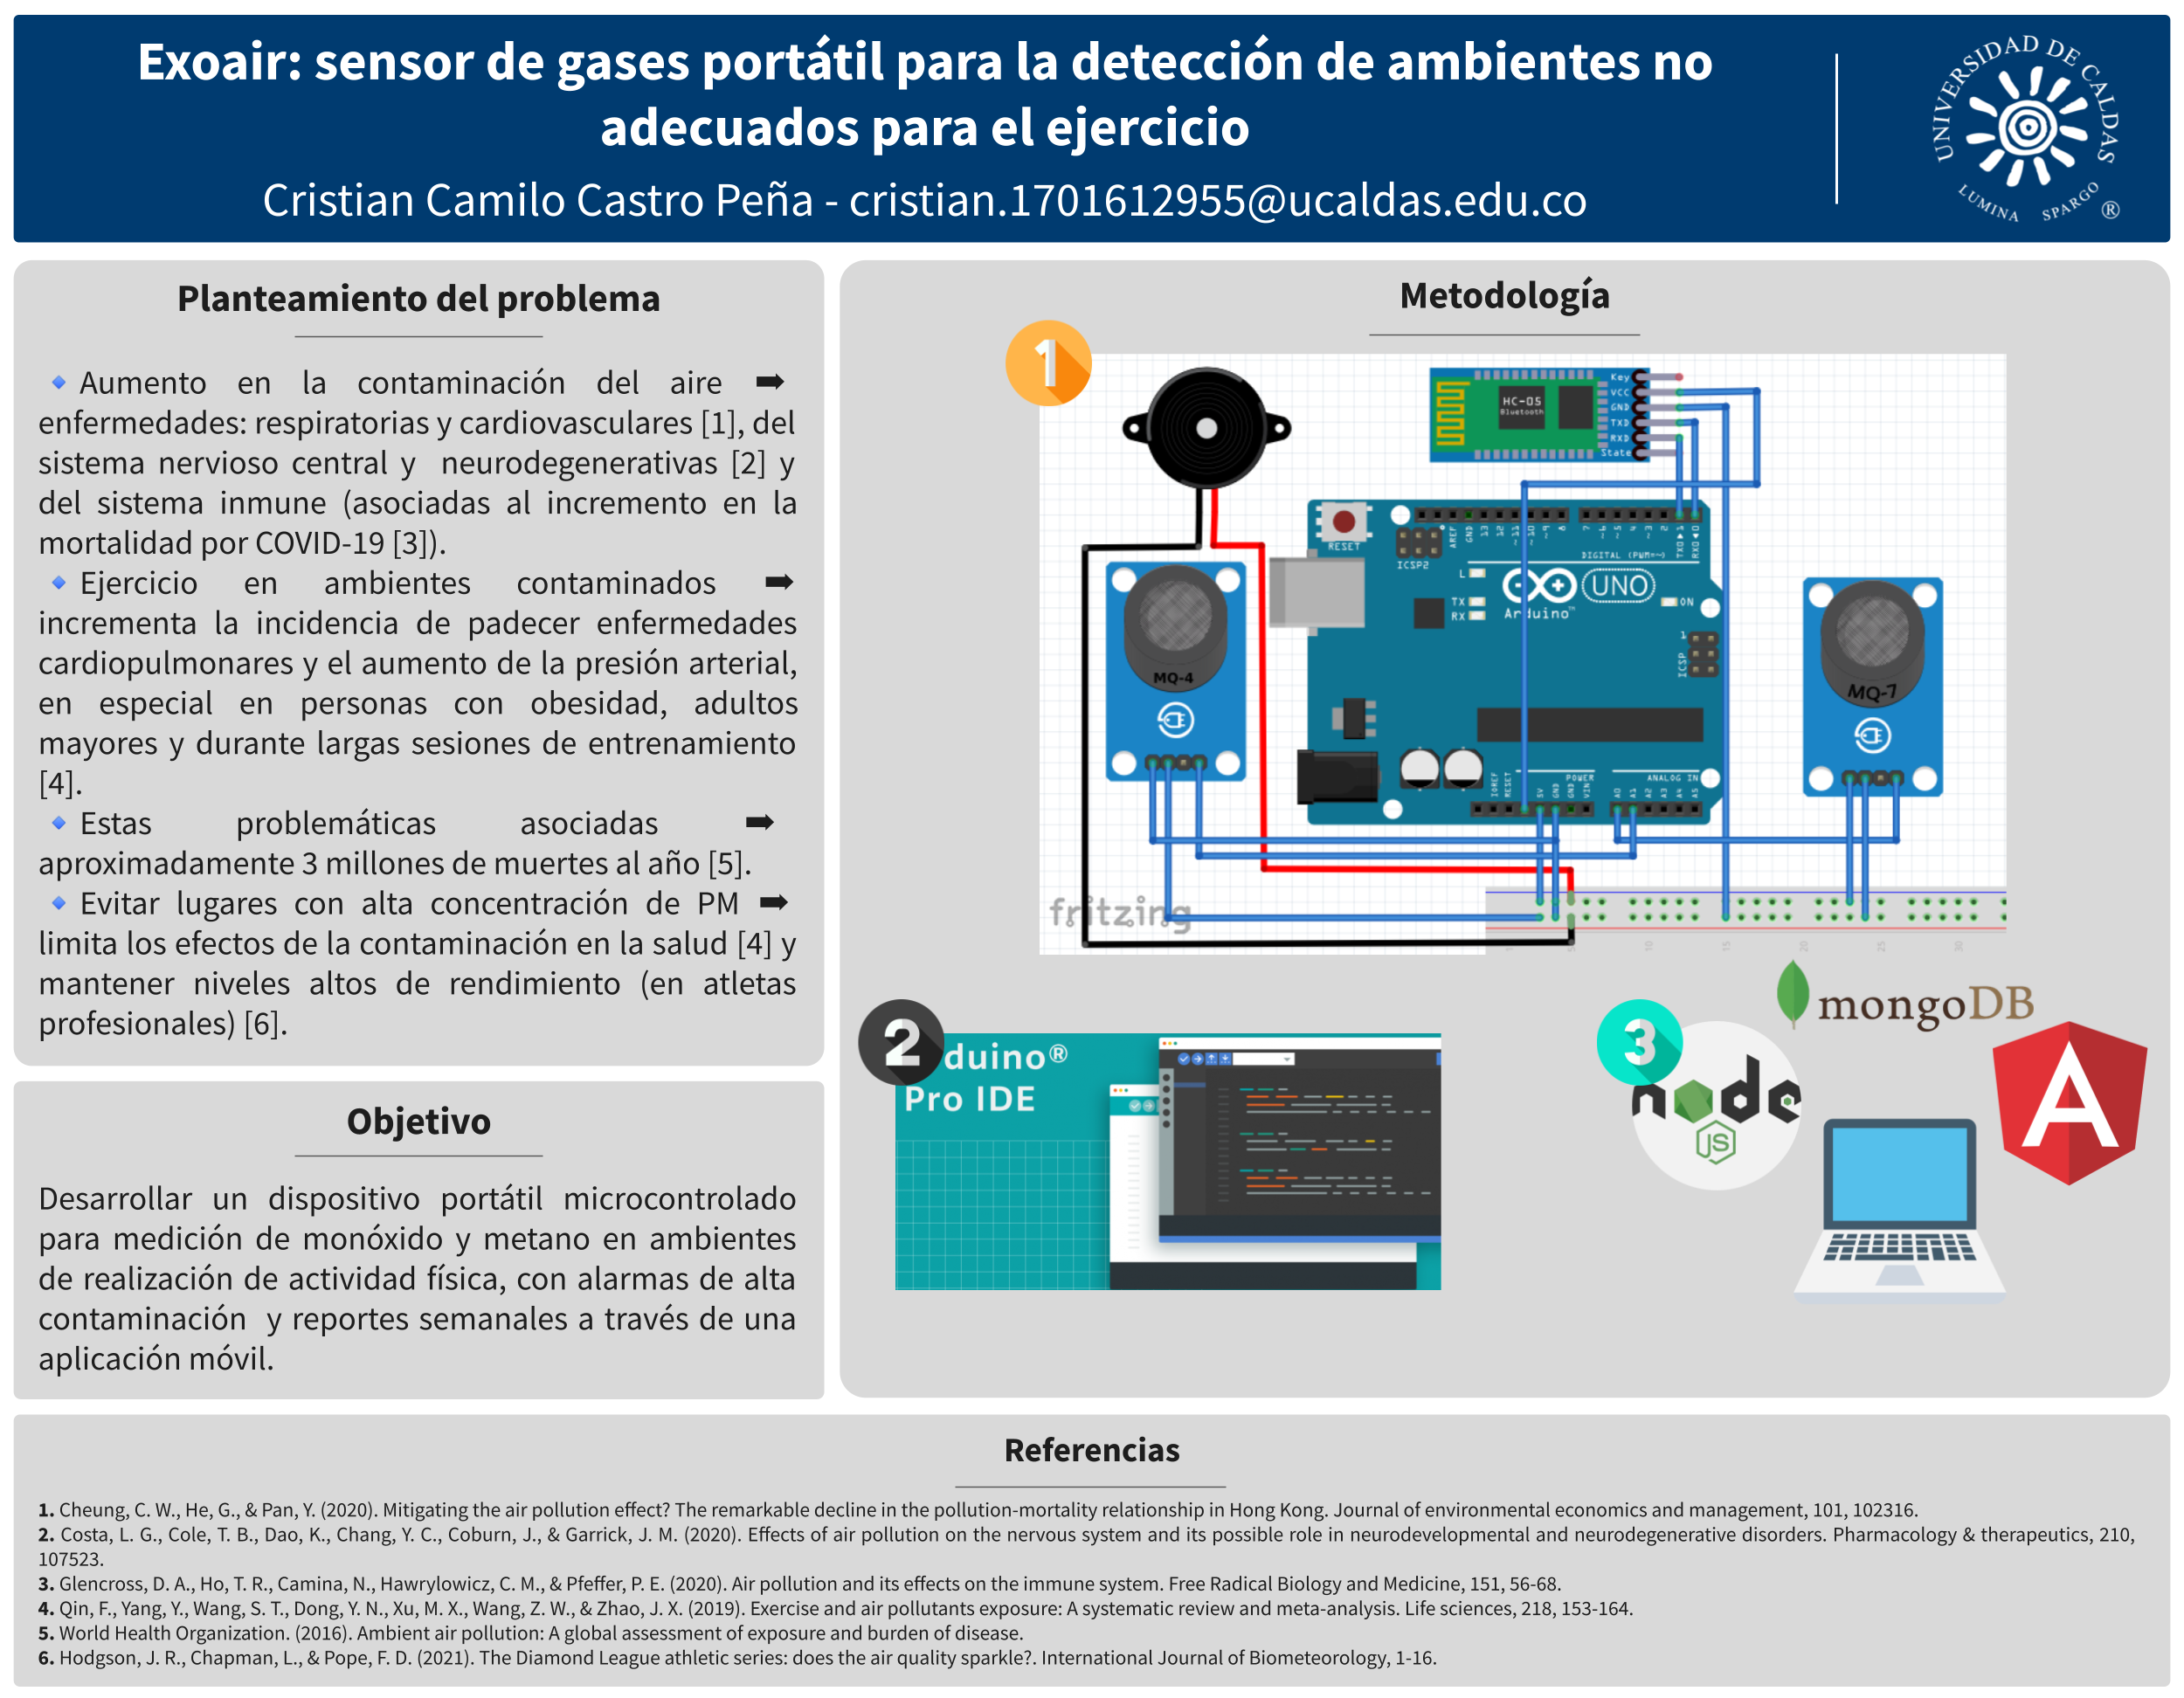 Exoair: sensor de gases portátil para la detección de ambientes no
adecuados para el ejercicio
Cristian Camilo Castro Peña - cristian.1701612955@ucaldas.edu.co
UNIVERSIDAD DE CALDAS
LUMINA SPARGO ®
Planteamiento del problema
🔹Aumento en la contaminación del aire ➡
enfermedades: respiratorias y cardiovasculares [1], del
sistema nervioso central y neurodegenerativas [2] y
del sistema inmune (asociadas al incremento en la
mortalidad por COVID-19 [3]).
🔹Ejercicio en ambientes contaminados ➡
incrementa la incidencia de padecer enfermedades
cardiopulmonares y el aumento de la presión arterial,
en especial en personas con obesidad, adultos
mayores y durante largas sesiones de entrenamiento
[4].
🔹Estas problemáticas asociadas ➡
aproximadamente 3 millones de muertes al año [5].
🔹Evitar lugares con alta concentración de PM ➡
limita los efectos de la contaminación en la salud [4] y
mantener niveles altos de rendimiento (en atletas
profesionales) [6].
Objetivo
Desarrollar un dispositivo portátil microcontrolado
para medición de monóxido y metano en ambientes
de realización de actividad física, con alarmas de alta
contaminación y reportes semanales a través de una
aplicación móvil.
Metodología
1
HC-05
Bluetooth
Key
VCC
GND
TXD
RXD
State
RESET
ICSP2
AREF
GND
13
12
~11
~10
~9
8
7
~6
~5
4
~3
2
TX0▶1
RX0◀0
DIGITAL (PWM=~)
L
TX
RX
UNO
Arduino™
ON
1
ICSP
MQ-4
MQ-7
IOREF
RESET
5V
GND
GND
VIN
POWER
ANALOG IN
A0
A1
A2
A3
A4
A5
fritzing
10
15
20
25
30
2
duino®
Pro IDE
3
mongoDB
node
JS
A
Referencias
1. Cheung, C. W., He, G., & Pan, Y. (2020). Mitigating the air pollution effect? The remarkable decline in the pollution-mortality relationship in Hong Kong. Journal of environmental economics and management, 101, 102316.
2. Costa, L. G., Cole, T. B., Dao, K., Chang, Y. C., Coburn, J., & Garrick, J. M. (2020). Effects of air pollution on the nervous system and its possible role in neurodevelopmental and neurodegenerative disorders. Pharmacology & therapeutics, 210,
107523.
3. Glencross, D. A., Ho, T. R., Camina, N., Hawrylowicz, C. M., & Pfeffer, P. E. (2020). Air pollution and its effects on the immune system. Free Radical Biology and Medicine, 151, 56-68.
4. Qin, F., Yang, Y., Wang, S. T., Dong, Y. N., Xu, M. X., Wang, Z. W., & Zhao, J. X. (2019). Exercise and air pollutants exposure: A systematic review and meta-analysis. Life sciences, 218, 153-164.
5. World Health Organization. (2016). Ambient air pollution: A global assessment of exposure and burden of disease.
6. Hodgson, J. R., Chapman, L., & Pope, F. D. (2021). The Diamond League athletic series: does the air quality sparkle?. International Journal of Biometeorology, 1-16.